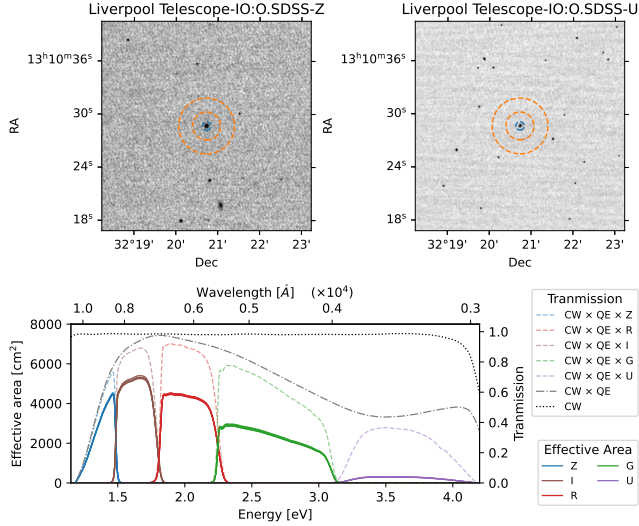 Liverpool Telescope-IO:O.SDSS-Z
Liverpool Telescope-IO:O.SDSS-U
13ʰ10ᵐ36ˢ
30ˢ
24ˢ
18ˢ
RA
32°19'
20'
21'
22'
23'
Dec
13ʰ10ᵐ36ˢ
30ˢ
24ˢ
18ˢ
RA
32°19'
20'
21'
22'
23'
Dec
Wavelength [Å] (×10⁴)
1.0 0.8 0.7 0.6 0.5 0.4 0.3
8000
6000
4000
2000
0
Effective area [cm²]
1.0
0.8
0.6
0.4
0.2
0.0
Tranmission
1.5 2.0 2.5 3.0 3.5 4.0
Energy [eV]
Tranmission
CW × QE × Z
CW × QE × R
CW × QE × I
CW × QE × G
CW × QE × U
CW × QE
CW
Effective Area
Z G
I U
R